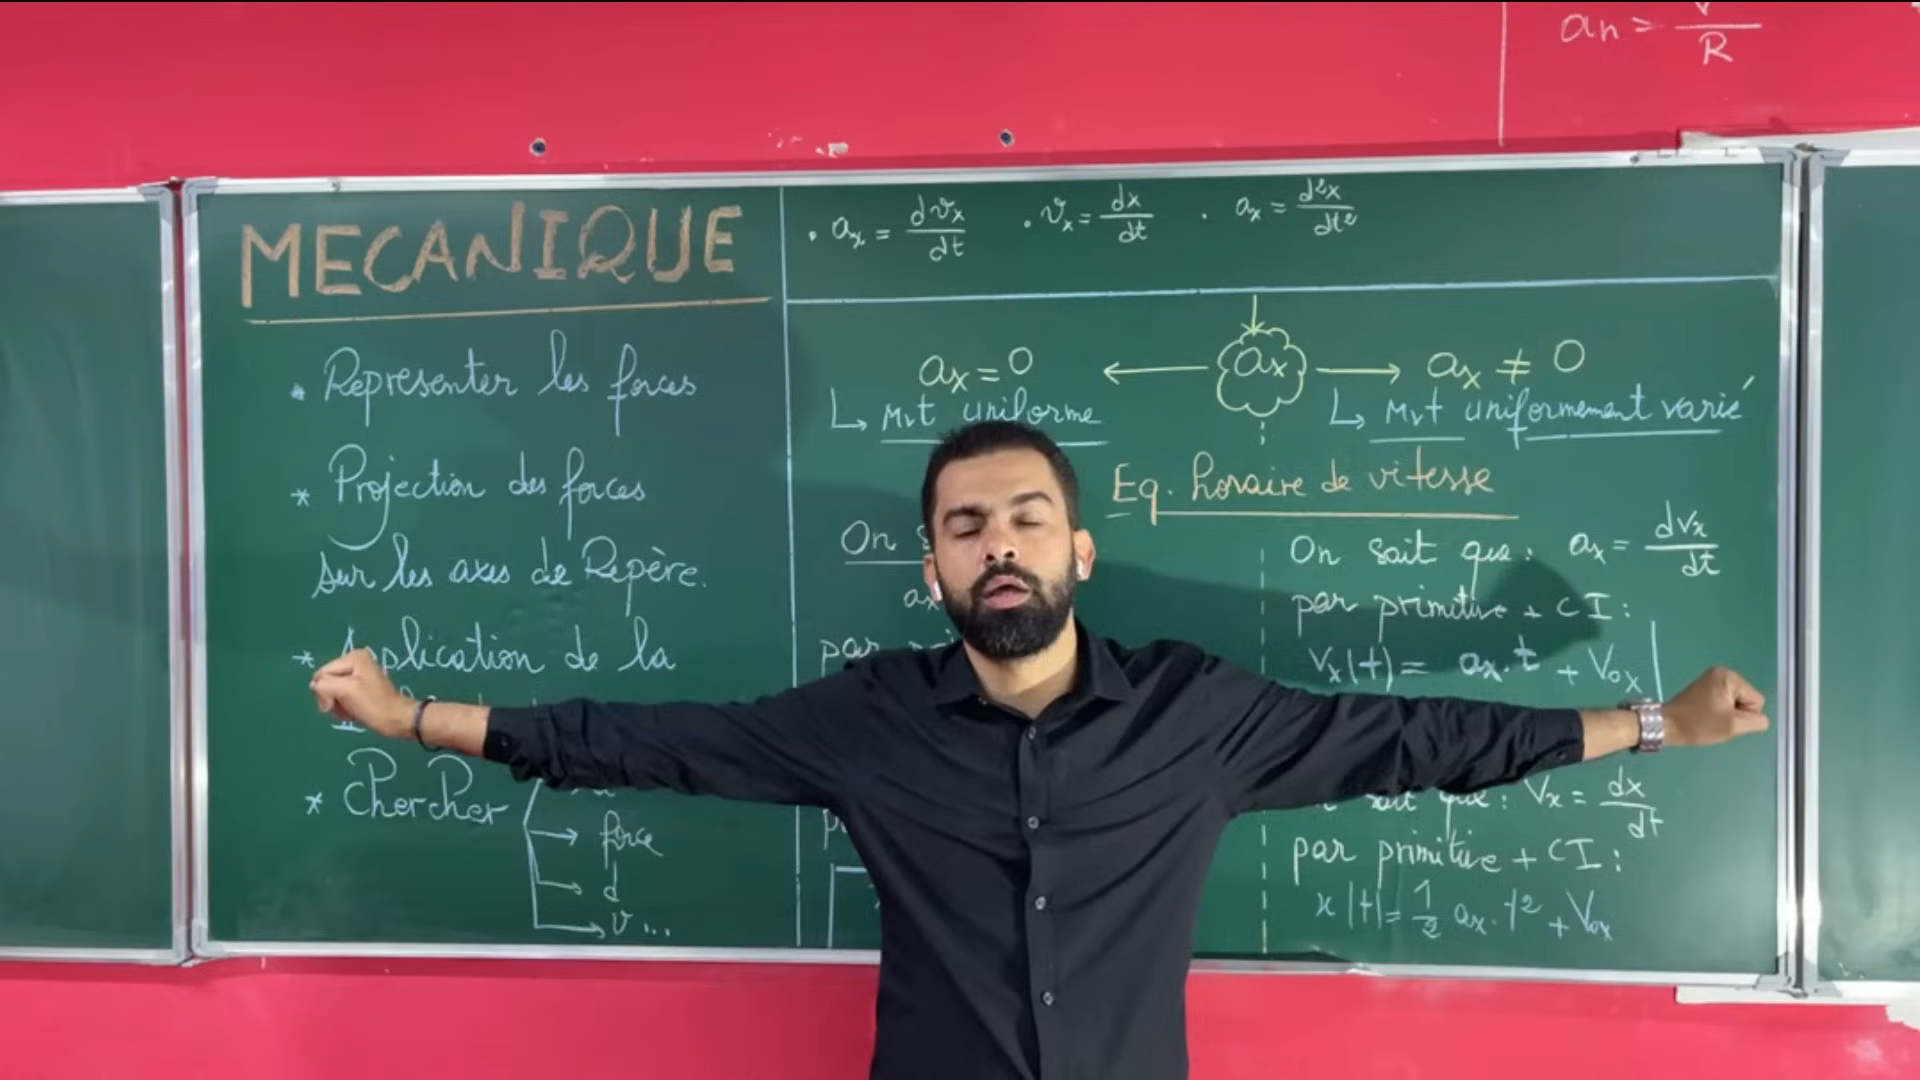 an = V / R
MECANIQUE
* Representer les forces
* Projection des forces
sur les axes de Repère.
* Application de la
* Chercher
→ force
→ d
→ v ...
• ax = dvx/dt • vx = dx/dt • ax = d²x/dt²
ax = 0 ← ax → ax ≠ 0
↳ Mvt uniforme
↳ Mvt uniformement varié
Eq. horaire de vitesse
On
ax
par
On sait que: ax = dvx/dt
par primitive + CI:
vx(t) = ax.t + Vox
sait que: Vx = dx/dt
par primitive + CI:
x(t) = 1/2 ax.t² + Vox